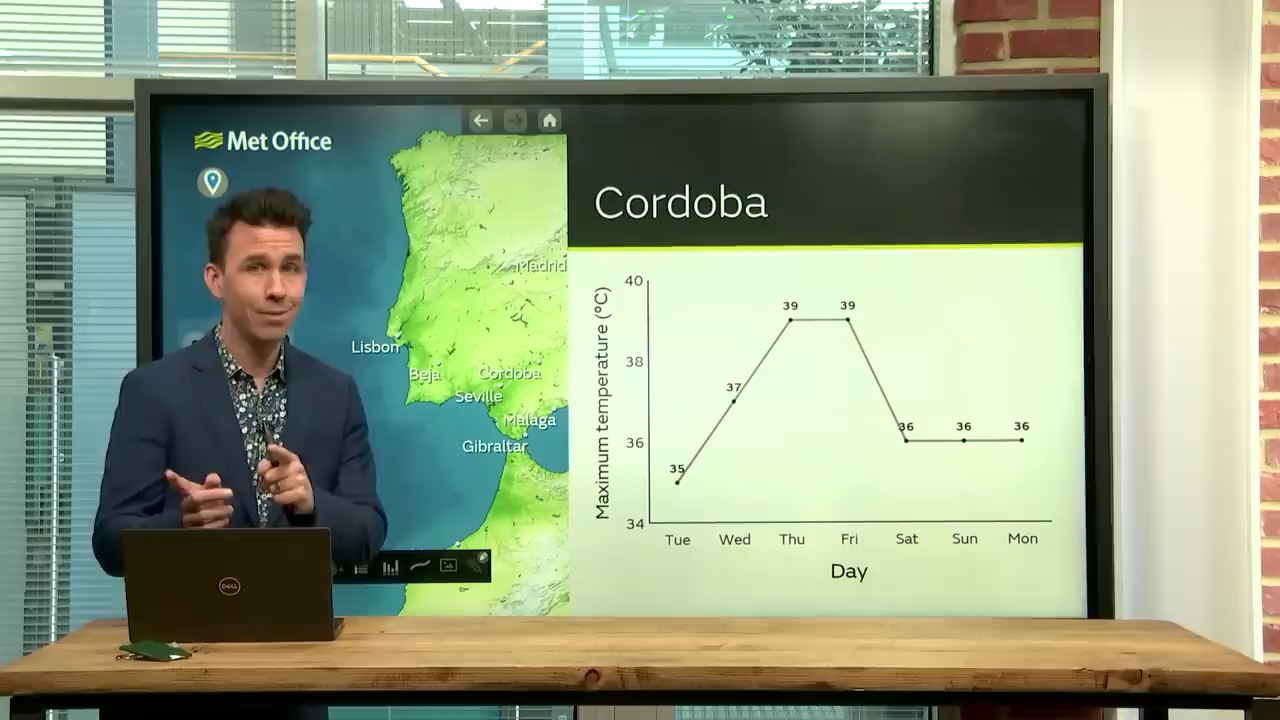 Met Office
Madrid
Lisbon
Beja
Cordoba
Seville
Malaga
Gibraltar
Cordoba
Maximum temperature (°C)
40
38
36
34
35
37
39
39
36
36
36
Tue Wed Thu Fri Sat Sun Mon
Day
DELL